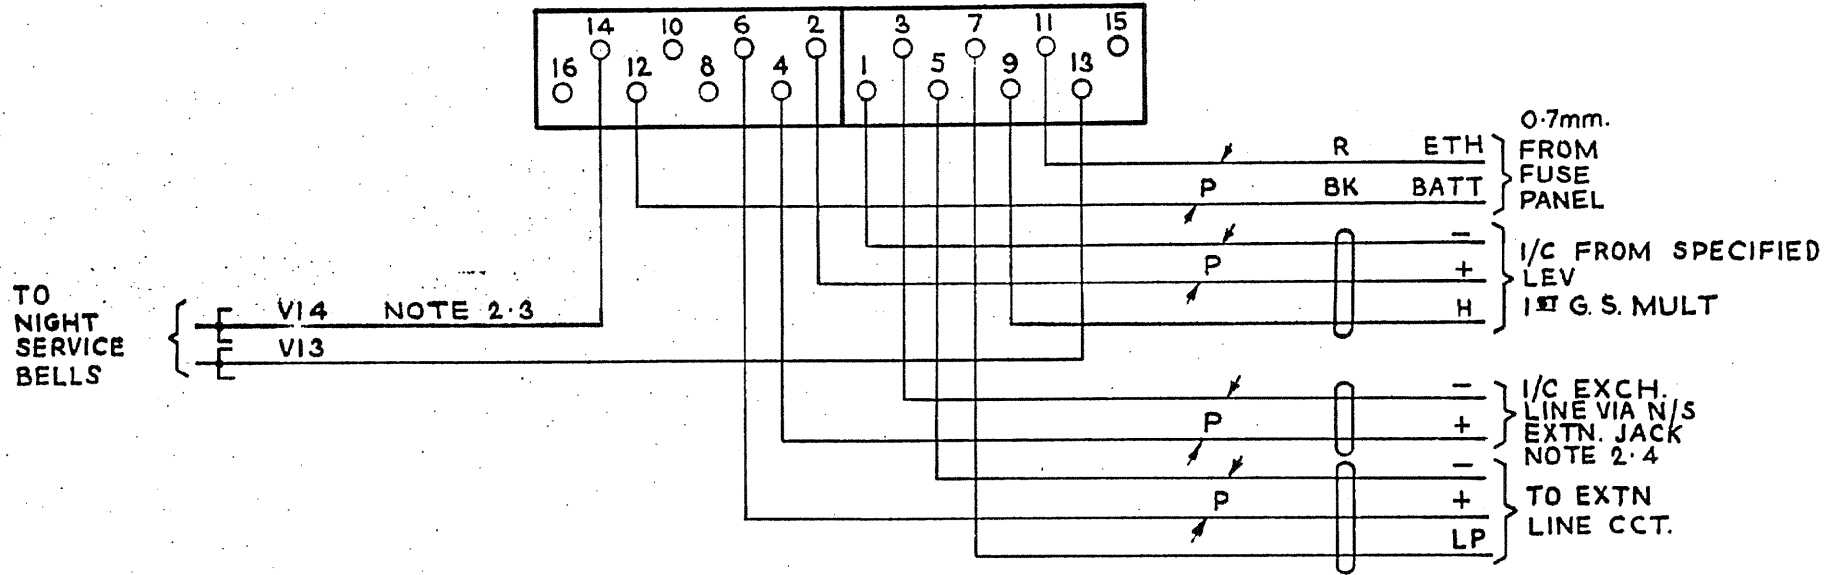 14 10 6 2 3 7 11 15
16 12 8 4 1 5 9 13
0·7mm.
R ETH FROM
FUSE
P BK BATT PANEL
− I/C FROM SPECIFIED
P + LEV
H 1ST G.S. MULT
TO
NIGHT
SERVICE
BELLS
V14 NOTE 2·3
V13
− I/C EXCH.
LINE VIA N/S
P + EXTN. JACK
NOTE 2·4
−
P + TO EXTN
LINE CCT.
LP